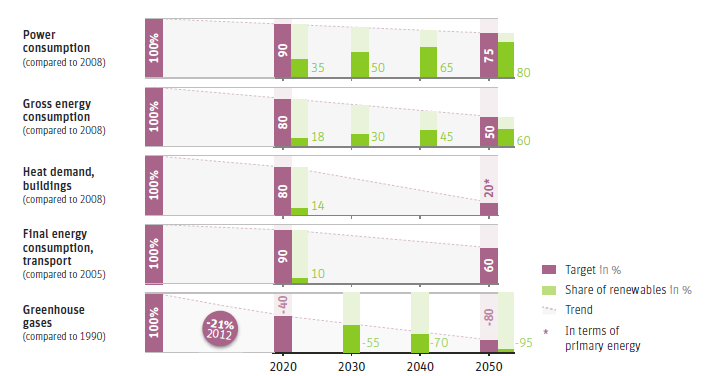 Power
consumption
(compared to 2008)
100%
90
35
50
65
75
80
Gross energy
consumption
(compared to 2008)
100%
80
18
30
45
50
60
Heat demand,
buildings
(compared to 2008)
100%
80
14
20*
Final energy
consumption,
transport
(compared to 2005)
100%
90
10
60
Greenhouse
gases
(compared to 1990)
100%
-21%
2012
-40
-55
-70
-80
-95
2020 2030 2040 2050
Target in %
Share of renewables in %
Trend
* In terms of
primary energy